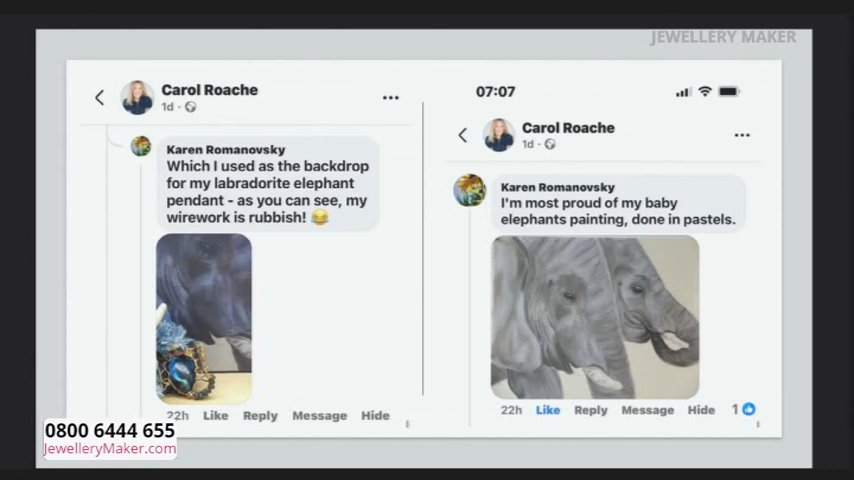 JEWELLERY MAKER
Carol Roache
1d ·
Karen Romanovsky
Which I used as the backdrop
for my labradorite elephant
pendant - as you can see, my
wirework is rubbish! 😂
22h Like Reply Message Hide
07:07
Carol Roache
1d ·
Karen Romanovsky
I'm most proud of my baby
elephants painting, done in pastels.
22h Like Reply Message Hide 1
0800 6444 655
JewelleryMaker.com